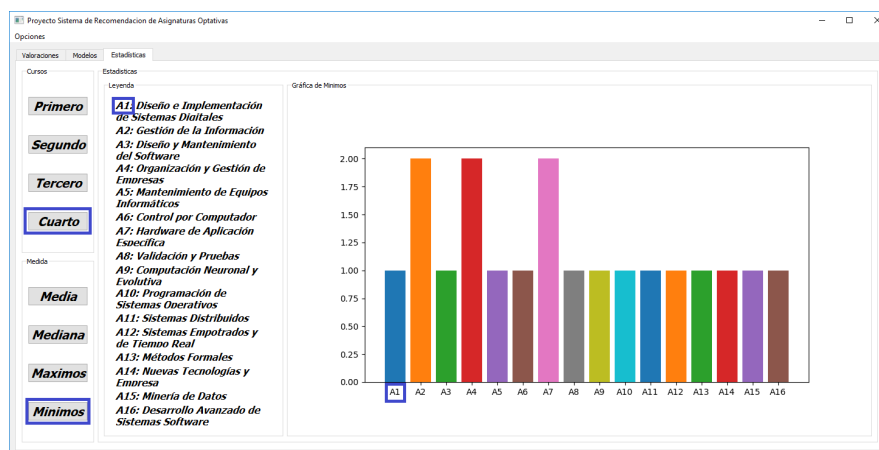 Proyecto Sistema de Recomendacion de Asignaturas Optativas
Opciones
Valoraciones Modelos Estadísticas
Cursos
Primero
Segundo
Tercero
Cuarto
Medida
Media
Mediana
Maximos
Minimos
Estadisticas
Leyenda
A1: Diseño e Implementación
de Sistemas Digitales
A2: Gestión de la Información
A3: Diseño y Mantenimiento
del Software
A4: Organización y Gestión de
Empresas
A5: Mantenimiento de Equipos
Informáticos
A6: Control por Computador
A7: Hardware de Aplicación
Específica
A8: Validación y Pruebas
A9: Computación Neuronal y
Evolutiva
A10: Programación de
Sistemas Operativos
A11: Sistemas Distribuidos
A12: Sistemas Empotrados y
de Tiempo Real
A13: Métodos Formales
A14: Nuevas Tecnologías y
Empresa
A15: Minería de Datos
A16: Desarrollo Avanzado de
Sistemas Software
Gráfica de Minimos
2.00
1.75
1.50
1.25
1.00
0.75
0.50
0.25
0.00
A1 A2 A3 A4 A5 A6 A7 A8 A9 A10 A11 A12 A13 A14 A15 A16